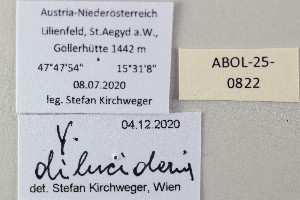 Austria-Niederösterreich
Lilienfeld, St.Aegyd a.W.,
Göllerhütte 1442 m
47°47'54" 15°31'8"
08.07.2020
leg. Stefan Kirchweger
ABOL-25-
0822
04.12.2020
Y.
dilucidaria
det. Stefan Kirchweger, Wien